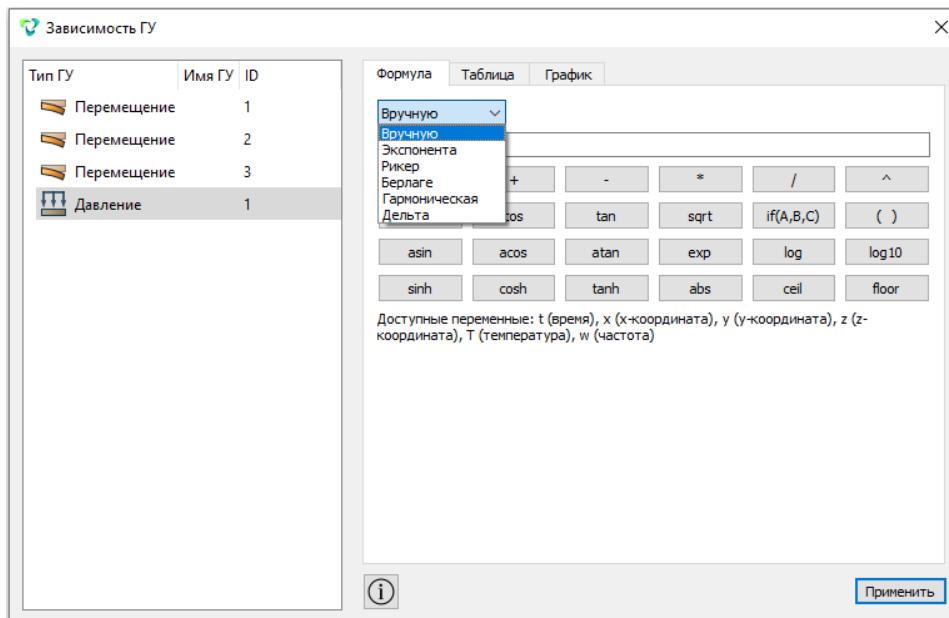 Зависимость ГУ
Тип ГУ Имя ГУ ID
Перемещение 1
Перемещение 2
Перемещение 3
Давление 1
Формула Таблица График
Вручную
Вручную
Экспонента
Рикер
Берлаге
Гармоническая
Дельта
+ - * / ^
cos tan sqrt if(A,B,C) ( )
asin acos atan exp log log10
sinh cosh tanh abs ceil floor
Доступные переменные: t (время), x (x-координата), y (y-координата), z (z-
координата), T (температура), w (частота)
Применить